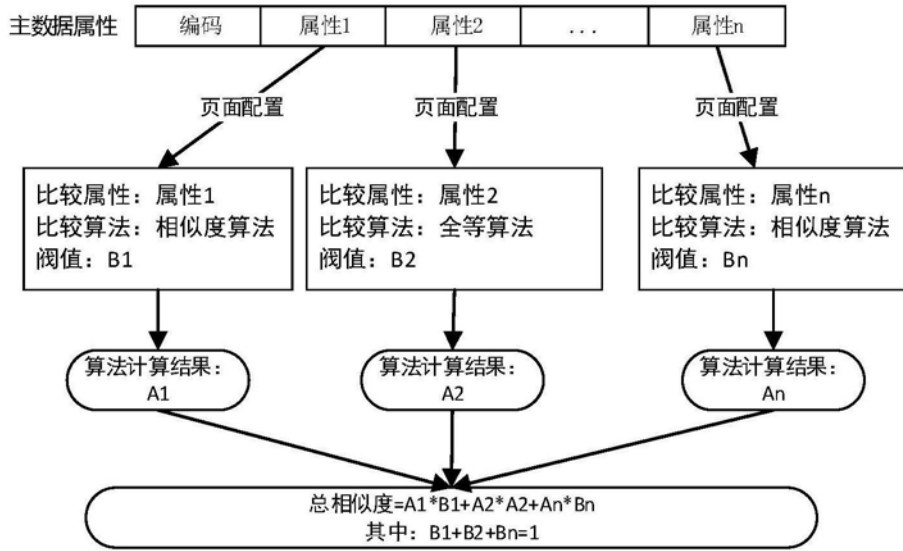 主数据属性 编码 属性1 属性2 ... 属性n
页面配置 页面配置 页面配置
比较属性：属性1
比较算法：相似度算法
阀值：B1
比较属性：属性2
比较算法：全等算法
阀值：B2
比较属性：属性n
比较算法：相似度算法
阀值：Bn
算法计算结果：
A1
算法计算结果：
A2
算法计算结果：
An
总相似度=A1*B1+A2*A2+An*Bn
其中：B1+B2+Bn=1